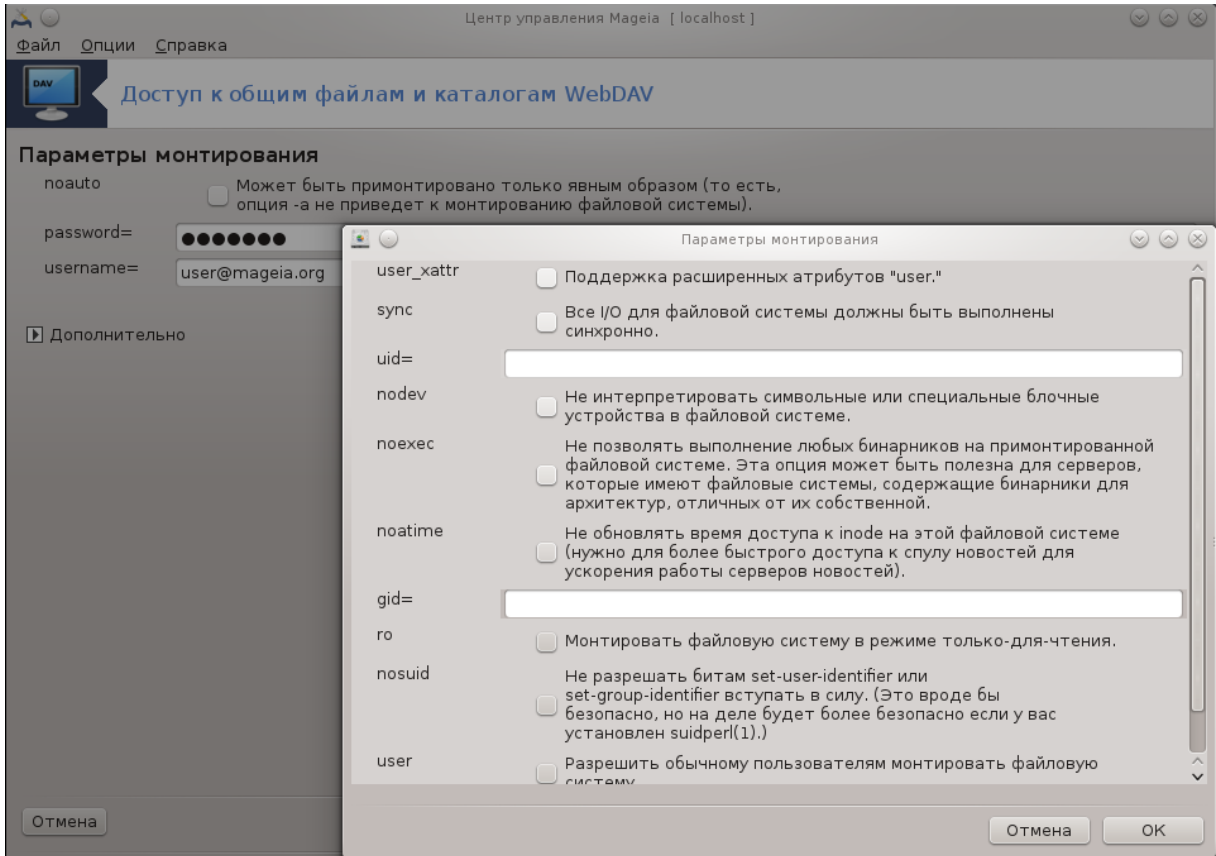 Центр управления Mageia [ localhost ]
Файл Опции Справка
DAV
Доступ к общим файлам и каталогам WebDAV
Параметры монтирования
noauto
Может быть примонтировано только явным образом (то есть,
опция -a не приведет к монтированию файловой системы).
password=
username=
user@mageia.org
Дополнительно
Отмена
Параметры монтирования
user_xattr
Поддержка расширенных атрибутов "user."
sync
Все I/O для файловой системы должны быть выполнены
синхронно.
uid=
nodev
Не интерпретировать символьные или специальные блочные
устройства в файловой системе.
noexec
Не позволять выполнение любых бинарников на примонтированной
файловой системе. Эта опция может быть полезна для серверов,
которые имеют файловые системы, содержащие бинарники для
архитектур, отличных от их собственной.
noatime
Не обновлять время доступа к inode на этой файловой системе
(нужно для более быстрого доступа к спулу новостей для
ускорения работы серверов новостей).
gid=
ro
Монтировать файловую систему в режиме только-для-чтения.
nosuid
Не разрешать битам set-user-identifier или
set-group-identifier вступать в силу. (Это вроде бы
безопасно, но на деле будет более безопасно если у вас
установлен suidperl(1).)
user
Разрешить обычному пользователям монтировать файловую
систему
Отмена
OK